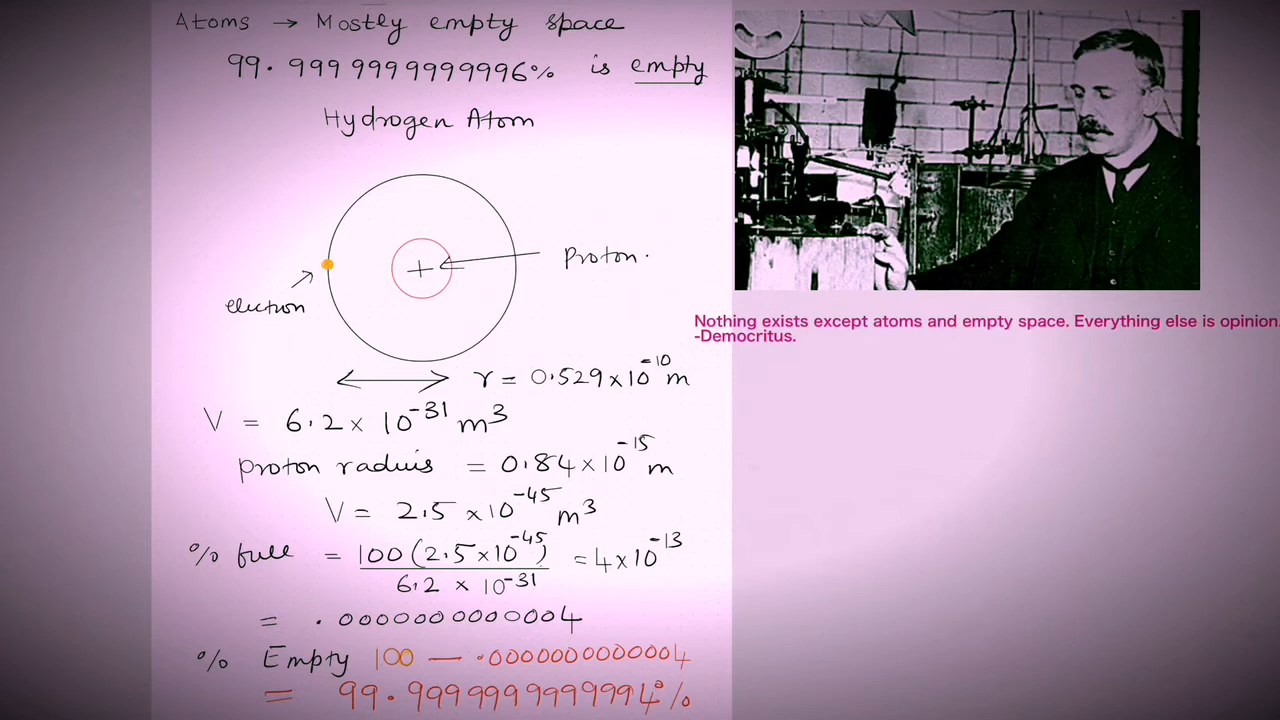 Atoms → Mostly empty space
99. 999 9999999996% is empty
Hydrogen Atom
+
Proton.
electron
r = 0.529 × 10⁻¹⁰ m
V = 6.2 × 10⁻³¹ m³
proton radius = 0.84 × 10⁻¹⁵ m
V = 2.5 × 10⁻⁴⁵ m³
% full = 100 (2.5 × 10⁻⁴⁵) / 6.2 × 10⁻³¹ = 4 × 10⁻¹³
= .0000000000004
% Empty 100 — .0000000000004
= 99.9999999999994%
Nothing exists except atoms and empty space. Everything else is opinion.
-Democritus.